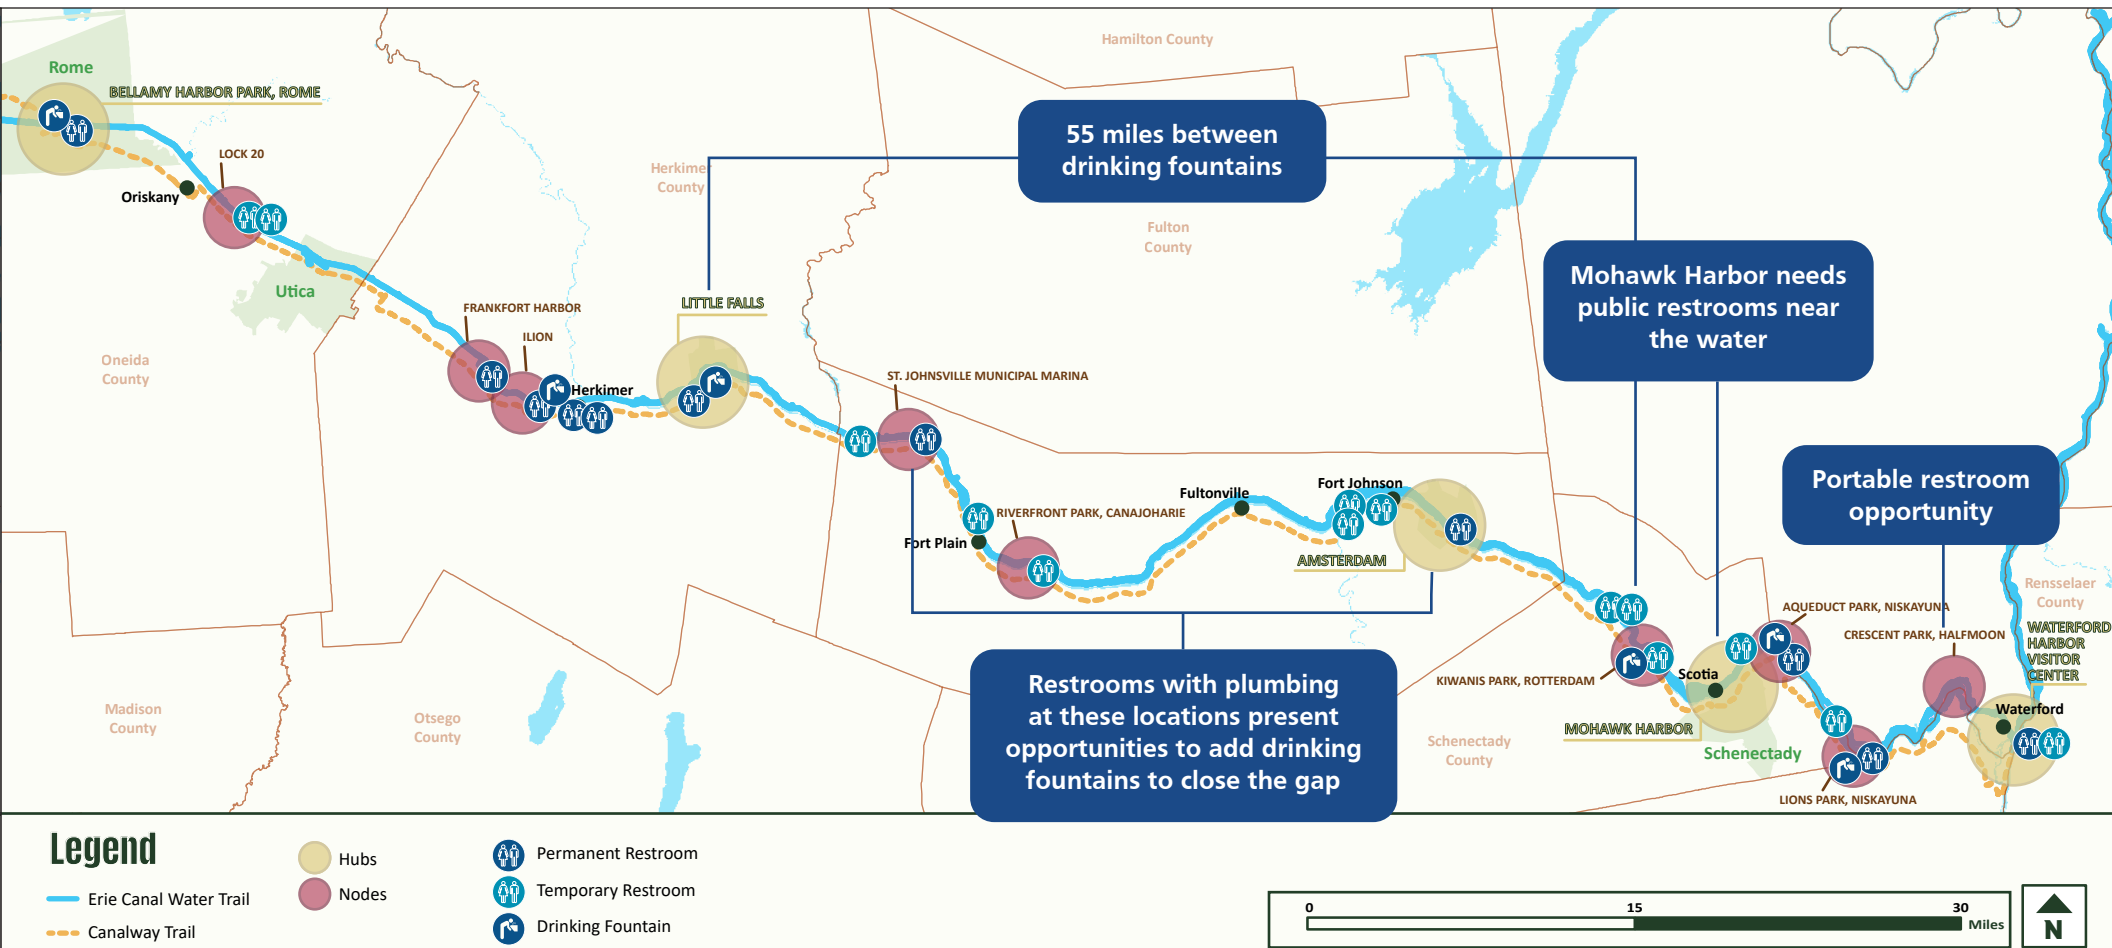 Hamilton County
Rome
BELLAMY HARBOR PARK, ROME
55 miles between
drinking fountains
LOCK 20
Herkimer
County
Oriskany
Fulton
County
Mohawk Harbor needs
public restrooms near
the water
Utica
LITTLE FALLS
FRANKFORT HARBOR
ILION
Oneida
County
Herkimer
ST. JOHNSVILLE MUNICIPAL MARINA
Portable restroom
opportunity
Fort Johnson
Fultonville
RIVERFRONT PARK, CANAJOHARIE
Fort Plain
AMSTERDAM
Rensselaer
County
AQUEDUCT PARK, NISKAYUNA
CRESCENT PARK, HALFMOON
WATERFORD
HARBOR
VISITOR
CENTER
Restrooms with plumbing
at these locations present
opportunities to add drinking
fountains to close the gap
KIWANIS PARK, ROTTERDAM
Scotia
Waterford
MOHAWK HARBOR
Madison
County
Otsego
County
Schenectady
County
Schenectady
LIONS PARK, NISKAYUNA
Legend
Erie Canal Water Trail
Canalway Trail
Hubs
Nodes
Permanent Restroom
Temporary Restroom
Drinking Fountain
0 15 30
Miles
N